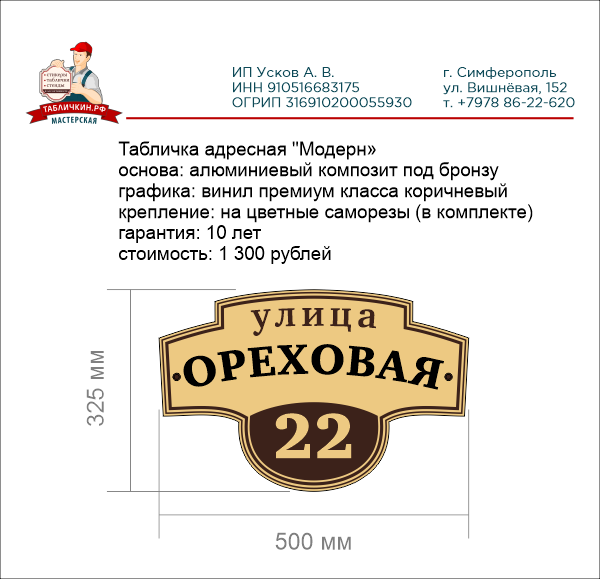 • стикеры •
• таблички •
• стенды •
ТАБЛИЧКИН.РФ
МАСТЕРСКАЯ
ИП Усков А. В.
ИНН 910516683175
ОГРИП 316910200055930
г. Симферополь
ул. Вишнёвая, 152
т. +7978 86-22-620
Табличка адресная "Модерн»
основа: алюминиевый композит под бронзу
графика: винил премиум класса коричневый
крепление: на цветные саморезы (в комплекте)
гарантия: 10 лет
стоимость: 1 300 рублей
улица
•ОРЕХОВАЯ•
22
325 мм
500 мм